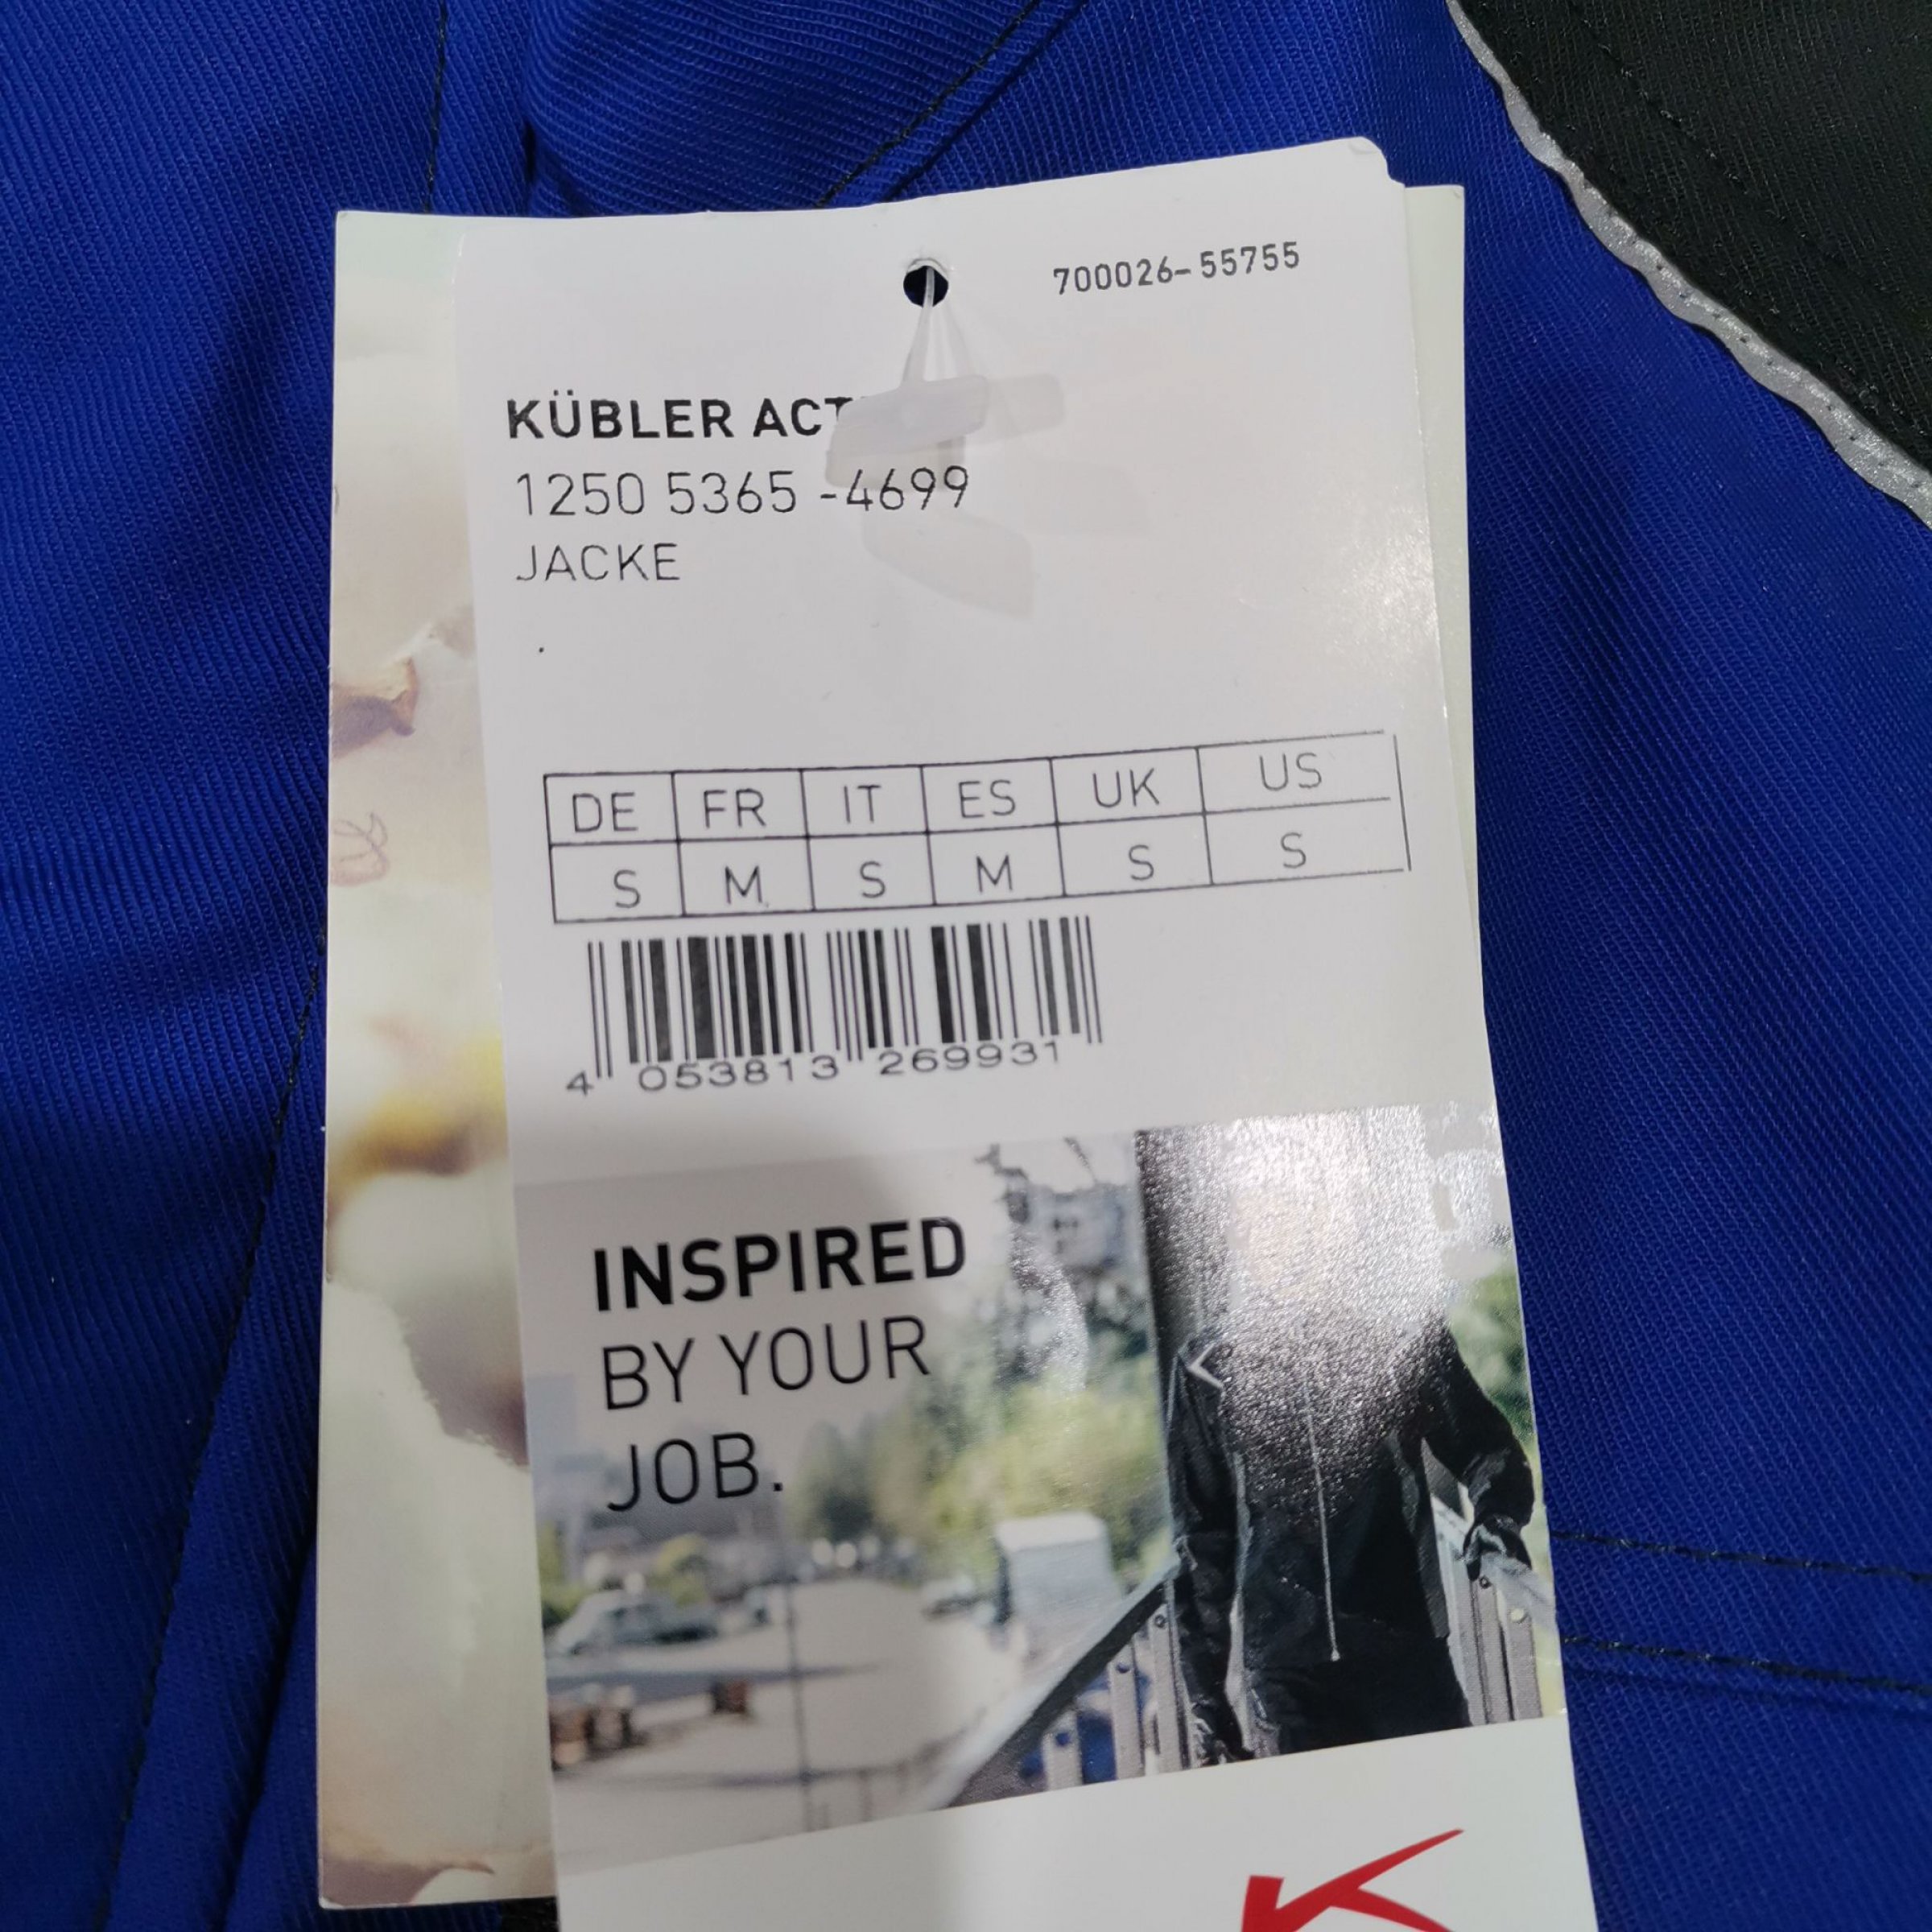 700026-55755
KÜBLER
1250 5365 -4699
JACKE
DE FR IT ES UK US
S M S M S S
4 053813 269931
INSPIRED
BY YOUR
JOB.